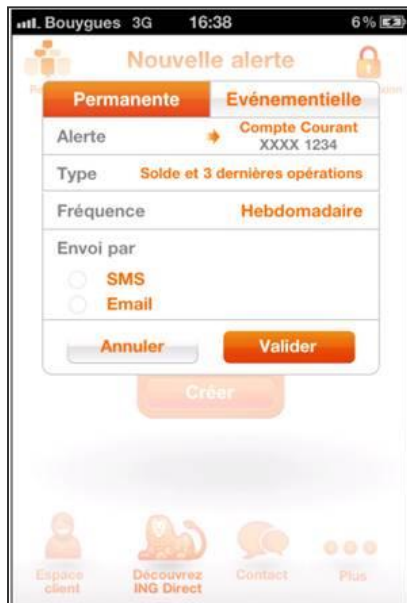 Bouygues 3G 16:38 6%
Nouvelle alerte
Permanente Evénementielle
Alerte Compte Courant
XXXX 1234
Type Solde et 3 dernières opérations
Fréquence Hebdomadaire
Envoi par
SMS
Email
Annuler Valider
Créer
Espace client
Découvrez ING Direct
Contact
Plus